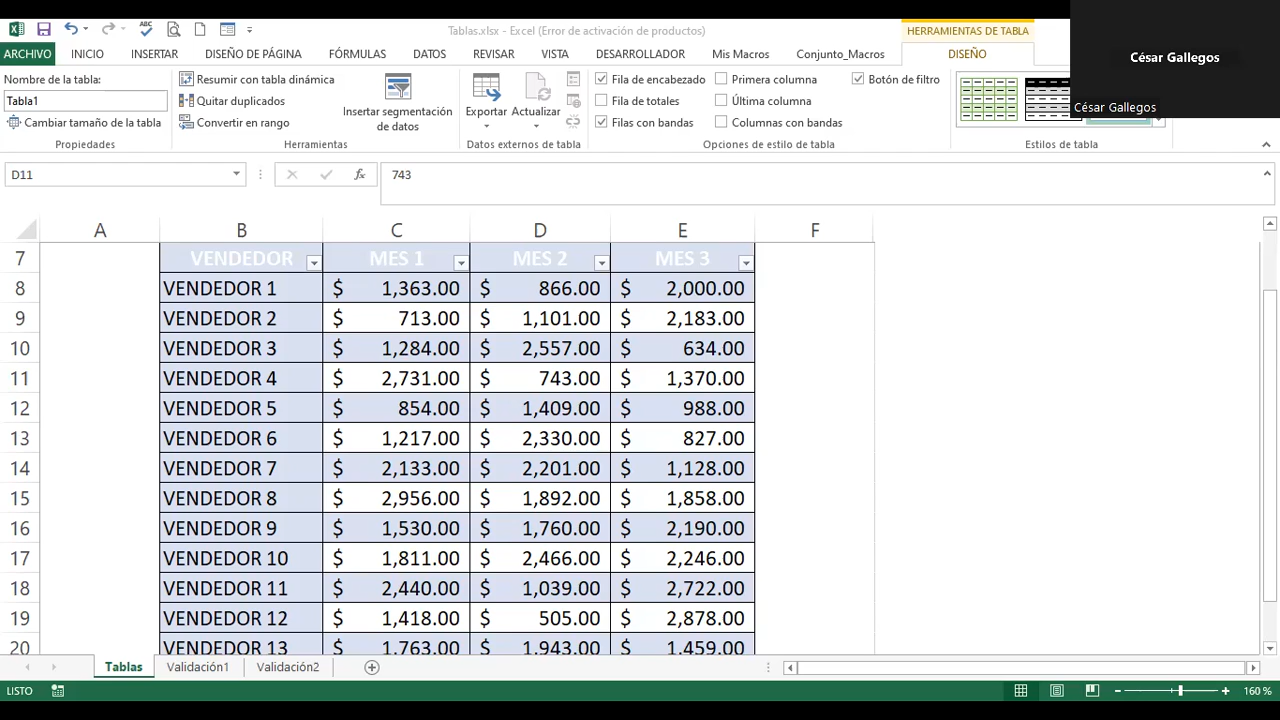 Tablas.xlsx - Excel (Error de activación de productos)
HERRAMIENTAS DE TABLA
ARCHIVO INICIO INSERTAR DISEÑO DE PÁGINA FÓRMULAS DATOS REVISAR VISTA DESARROLLADOR Mis Macros Conjunto_Macros DISEÑO
César Gallegos
César Gallegos
Nombre de la tabla:
Tabla1
Cambiar tamaño de la tabla
Propiedades
Resumir con tabla dinámica
Quitar duplicados
Convertir en rango
Insertar segmentación
de datos
Herramientas
Exportar Actualizar
Datos externos de tabla
Fila de encabezado Primera columna Botón de filtro
Fila de totales Última columna
Filas con bandas Columnas con bandas
Opciones de estilo de tabla
Estilos de tabla
D11 fx 743
A B C D E F
7 VENDEDOR MES 1 MES 2 MES 3
8 VENDEDOR 1 $ 1,363.00 $ 866.00 $ 2,000.00
9 VENDEDOR 2 $ 713.00 $ 1,101.00 $ 2,183.00
10 VENDEDOR 3 $ 1,284.00 $ 2,557.00 $ 634.00
11 VENDEDOR 4 $ 2,731.00 $ 743.00 $ 1,370.00
12 VENDEDOR 5 $ 854.00 $ 1,409.00 $ 988.00
13 VENDEDOR 6 $ 1,217.00 $ 2,330.00 $ 827.00
14 VENDEDOR 7 $ 2,133.00 $ 2,201.00 $ 1,128.00
15 VENDEDOR 8 $ 2,956.00 $ 1,892.00 $ 1,858.00
16 VENDEDOR 9 $ 1,530.00 $ 1,760.00 $ 2,190.00
17 VENDEDOR 10 $ 1,811.00 $ 2,466.00 $ 2,246.00
18 VENDEDOR 11 $ 2,440.00 $ 1,039.00 $ 2,722.00
19 VENDEDOR 12 $ 1,418.00 $ 505.00 $ 2,878.00
20 VENDEDOR 13 $ 1,763.00 $ 1,943.00 $ 1,459.00
Tablas Validación1 Validación2
LISTO 160 %